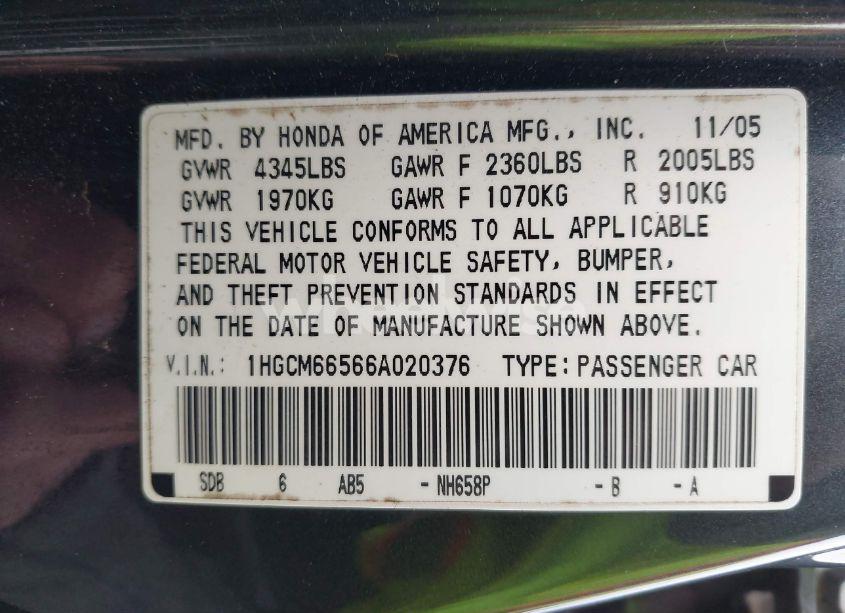 MFD. BY HONDA OF AMERICA MFG., INC. 11/05
GVWR 4345LBS GAWR F 2360LBS R 2005LBS
GVWR 1970KG GAWR F 1070KG R 910KG
THIS VEHICLE CONFORMS TO ALL APPLICABLE
FEDERAL MOTOR VEHICLE SAFETY, BUMPER,
AND THEFT PREVENTION STANDARDS IN EFFECT
ON THE DATE OF MANUFACTURE SHOWN ABOVE.
V.I.N.: 1HGCM66566A020376 TYPE: PASSENGER CAR
SDB 6 AB5 -NH658P -B -A